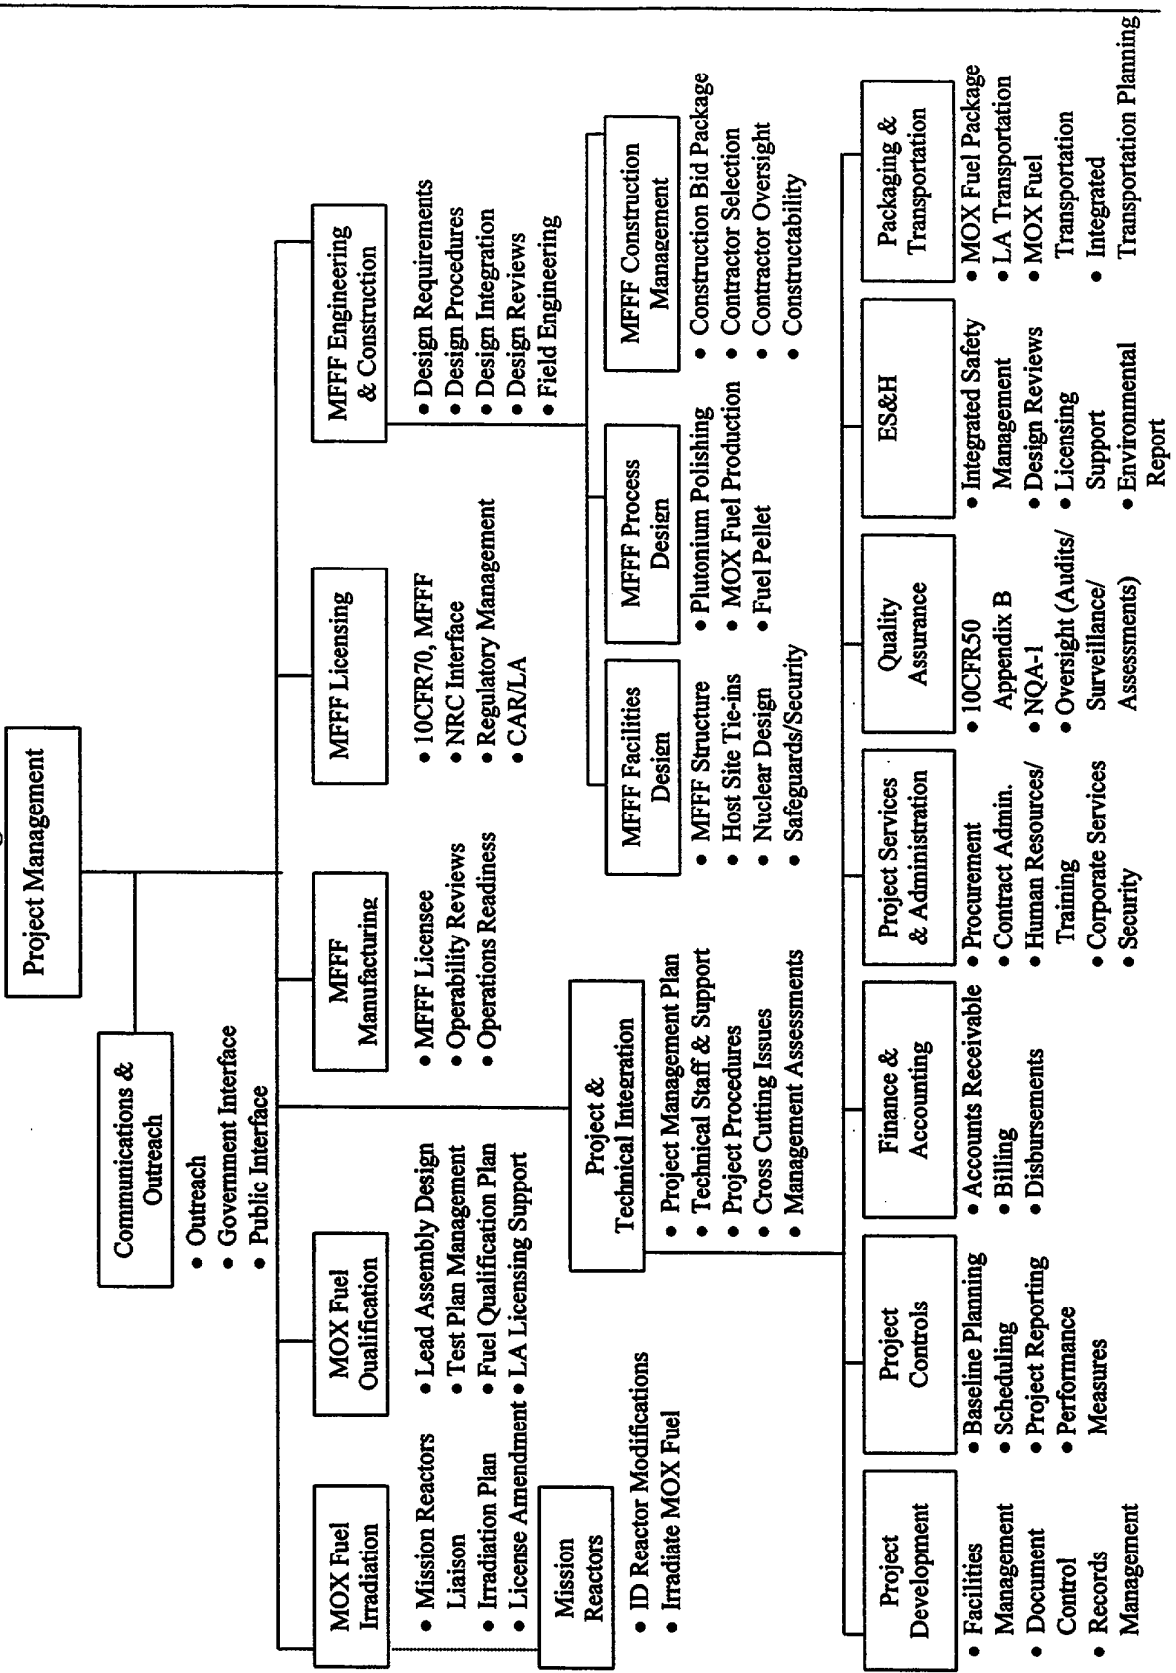 Project Management
Communications &
Outreach
• Outreach
• Government Interface
• Public Interface
MOX Fuel
Irradiation
• Mission Reactors
Liaison
• Irradiation Plan
• License Amendment
Mission
Reactors
• ID Reactor Modifications
• Irradiate MOX Fuel
MOX Fuel
Qualification
• Lead Assembly Design
• Test Plan Management
• Fuel Qualification Plan
• LA Licensing Support
MFFF
Manufacturing
• MFFF Licensee
• Operability Reviews
• Operations Readiness
MFFF Licensing
• 10CFR70, MFFF
• NRC Interface
• Regulatory Management
• CAR/LA
MFFF Engineering
& Construction
• Design Requirements
• Design Procedures
• Design Integration
• Design Reviews
• Field Engineering
Project &
Technical Integration
• Project Management Plan
• Technical Staff & Support
• Project Procedures
• Cross Cutting Issues
• Management Assessments
MFFF Facilities
Design
• MFFF Structure
• Host Site Tie-ins
• Nuclear Design
• Safeguards/Security
MFFF Process
Design
• Plutonium Polishing
• MOX Fuel Production
• Fuel Pellet
MFFF Construction
Management
• Construction Bid Package
• Contractor Selection
• Contractor Oversight
• Constructability
Project
Development
• Facilities
Management
• Document
Control
• Records
Management
Project
Controls
• Baseline Planning
• Scheduling
• Project Reporting
• Performance
Measures
Finance &
Accounting
• Accounts Receivable
• Billing
• Disbursements
Project Services
& Administration
• Procurement
• Contract Admin.
• Human Resources/
Training
• Corporate Services
• Security
Quality
Assurance
• 10CFR50
Appendix B
• NQA-1
• Oversight (Audits/
Surveillance/
Assessments)
ES&H
• Integrated Safety
Management
• Design Reviews
• Licensing
Support
• Environmental
Report
Packaging &
Transportation
• MOX Fuel Package
• LA Transportation
• MOX Fuel
Transportation
• Integrated
Transportation Planning